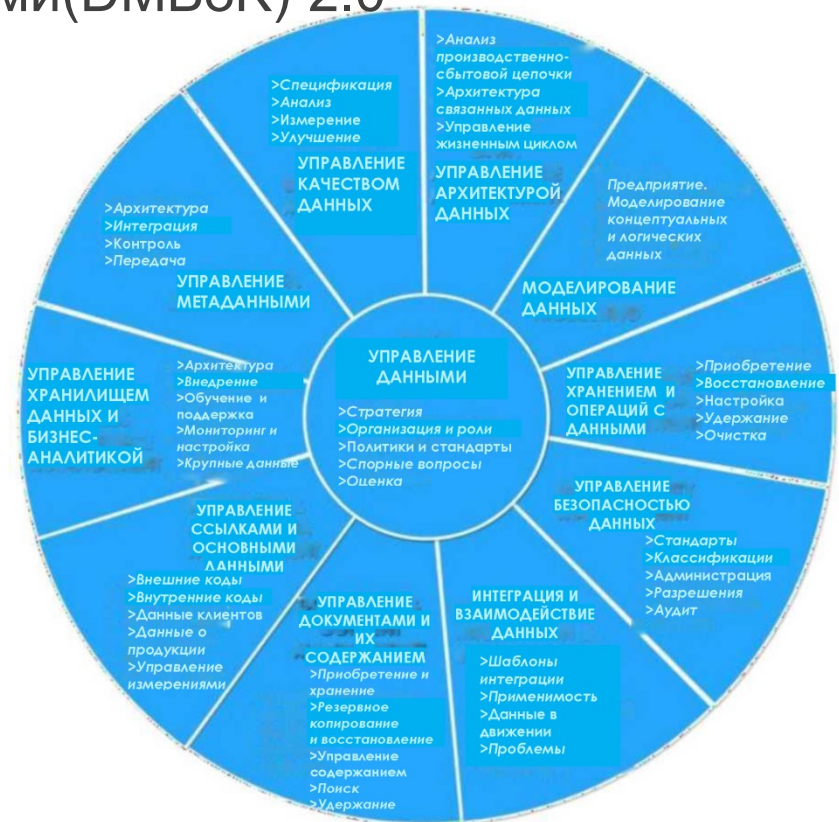 ми(DMBoK) 2.0
>Анализ
производственно-
сбытовой цепочки
>Архитектура
связанных данных
>Управление
жизненным циклом
УПРАВЛЕНИЕ
АРХИТЕКТУРОЙ
ДАННЫХ
Предприятие.
Моделирование
концептуальных
и логических
данных
МОДЕЛИРОВАНИЕ
ДАННЫХ
УПРАВЛЕНИЕ
ХРАНЕНИЕМ И
ОПЕРАЦИЙ С
ДАННЫМИ
>Приобретение
>Восстановление
>Настройка
>Удержание
>Очистка
УПРАВЛЕНИЕ
БЕЗОПАСНОСТЬЮ
ДАННЫХ
>Стандарты
>Классификации
>Администрация
>Разрешения
>Аудит
ИНТЕГРАЦИЯ И
ВЗАИМОДЕЙСТВИЕ
ДАННЫХ
>Шаблоны
интеграции
>Применимость
>Данные в
движении
>Проблемы
УПРАВЛЕНИЕ
ДОКУМЕНТАМИ И
ИХ
СОДЕРЖАНИЕМ
>Приобретение и
хранение
>Резервное
копирование
и восстановление
>Управление
содержанием
>Поиск
>Удержание
УПРАВЛЕНИЕ
ССЫЛКАМИ И
ОСНОВНЫМИ
ДАННЫМИ
>Внешние коды
>Внутренние коды
>Данные клиентов
>Данные о
продукции
>Управление
измерениями
УПРАВЛЕНИЕ
ХРАНИЛИЩЕМ
ДАННЫХ И
БИЗНЕС-
АНАЛИТИКОЙ
>Архитектура
>Внедрение
>Обучение и
поддержка
>Мониторинг и
настройка
>Крупные данные
>Архитектура
>Интеграция
>Контроль
>Передача
УПРАВЛЕНИЕ
МЕТАДАННЫМИ
>Спецификация
>Анализ
>Измерение
>Улучшение
УПРАВЛЕНИЕ
КАЧЕСТВОМ
ДАННЫХ
УПРАВЛЕНИЕ
ДАННЫМИ
>Стратегия
>Организация и роли
>Политики и стандарты
>Спорные вопросы
>Оценка